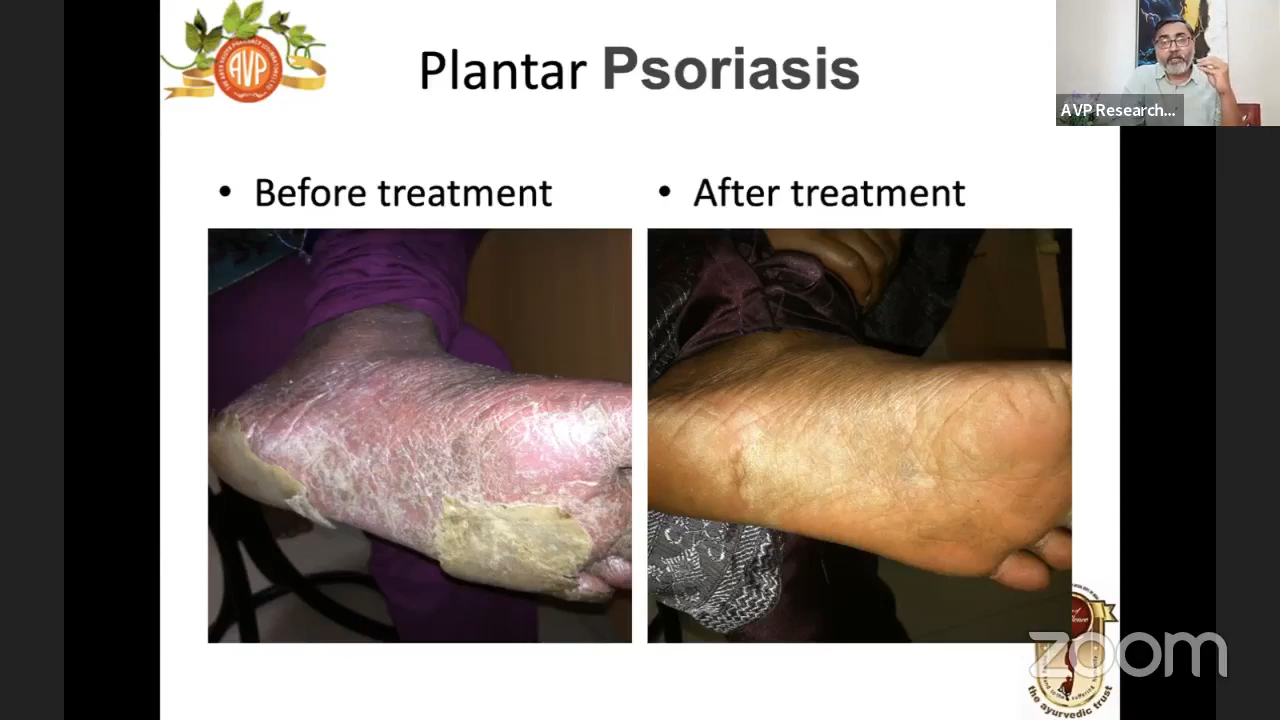 AVP
Plantar Psoriasis
AVP Research...
• Before treatment
• After treatment
zoom
the ayurvedic trust